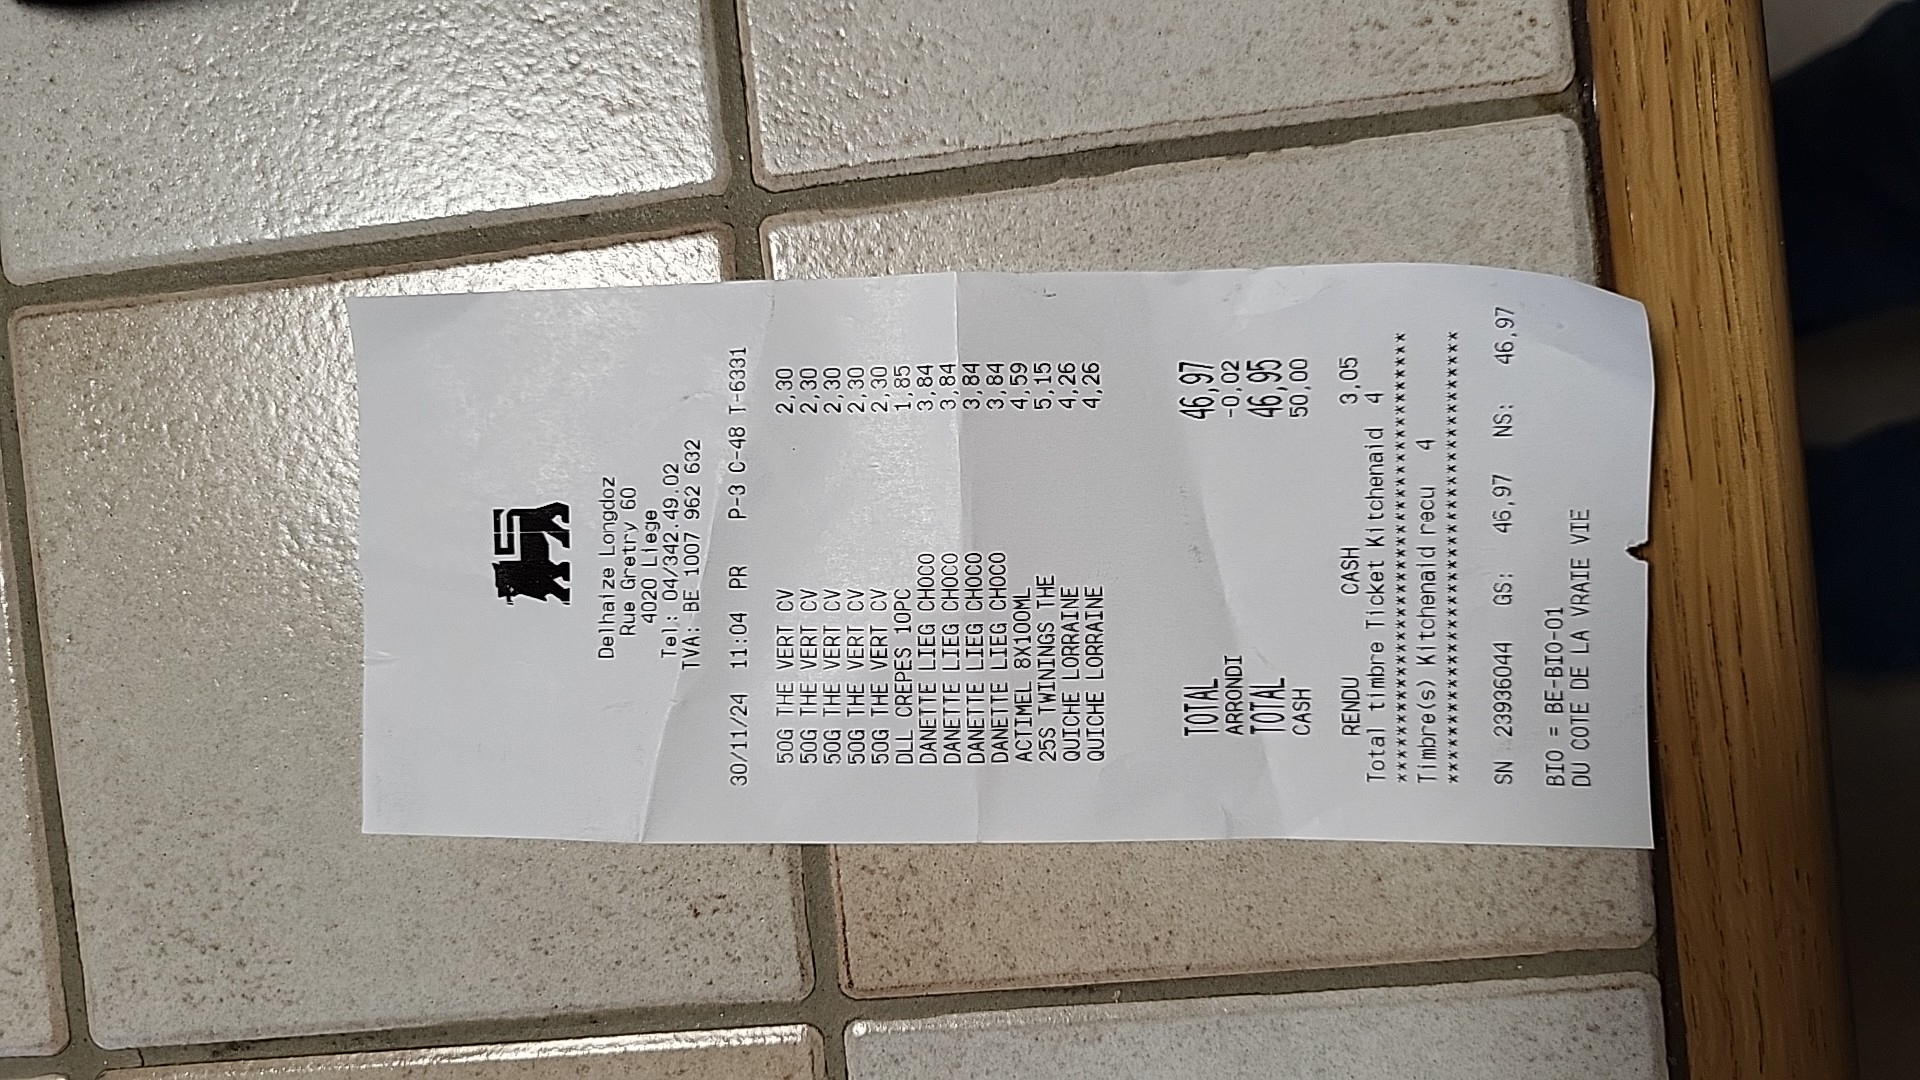 Delhaize Longdoz
Rue Gretry 60
4020 Liege
Tel: 04/342.49.02
TVA: BE 1007 962 632
30/11/24 11:04 PR P-3 C-48 T-6331
50G THE VERT CV 2,30
50G THE VERT CV 2,30
50G THE VERT CV 2,30
50G THE VERT CV 2,30
50G THE VERT CV 2,30
DLL CREPES 10PC 1,85
DANETTE LIEG CHOCO 3,84
DANETTE LIEG CHOCO 3,84
DANETTE LIEG CHOCO 3,84
DANETTE LIEG CHOCO 3,84
ACTIMEL 8X100ML 4,59
25S TWININGS THE 5,15
QUICHE LORRAINE 4,26
QUICHE LORRAINE 4,26
TOTAL 46,97
ARRONDI -0,02
TOTAL 46,95
CASH 50,00
RENDU CASH 3,05
Total timbre Ticket Kitchenaid 4
****************************************
Timbre(s) Kitchenaid recu 4
****************************************
SN 23936044 GS: 46,97 NS: 46,97
BIO = BE-BIO-01
DU COTE DE LA VRAIE VIE